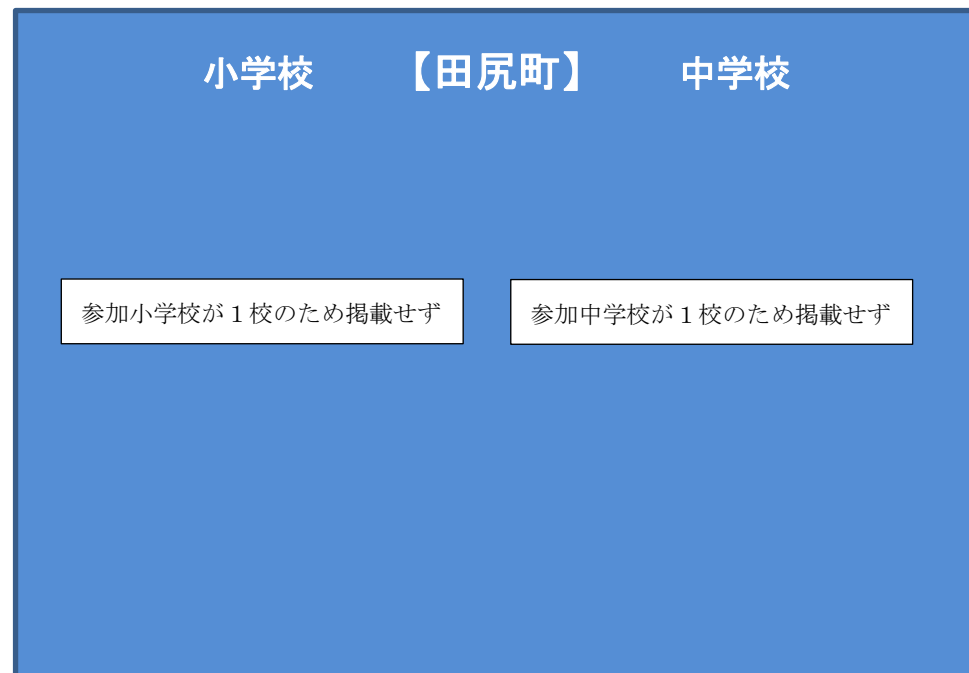 小学校 【田尻町】 中学校
参加小学校が１校のため掲載せず
参加中学校が１校のため掲載せず